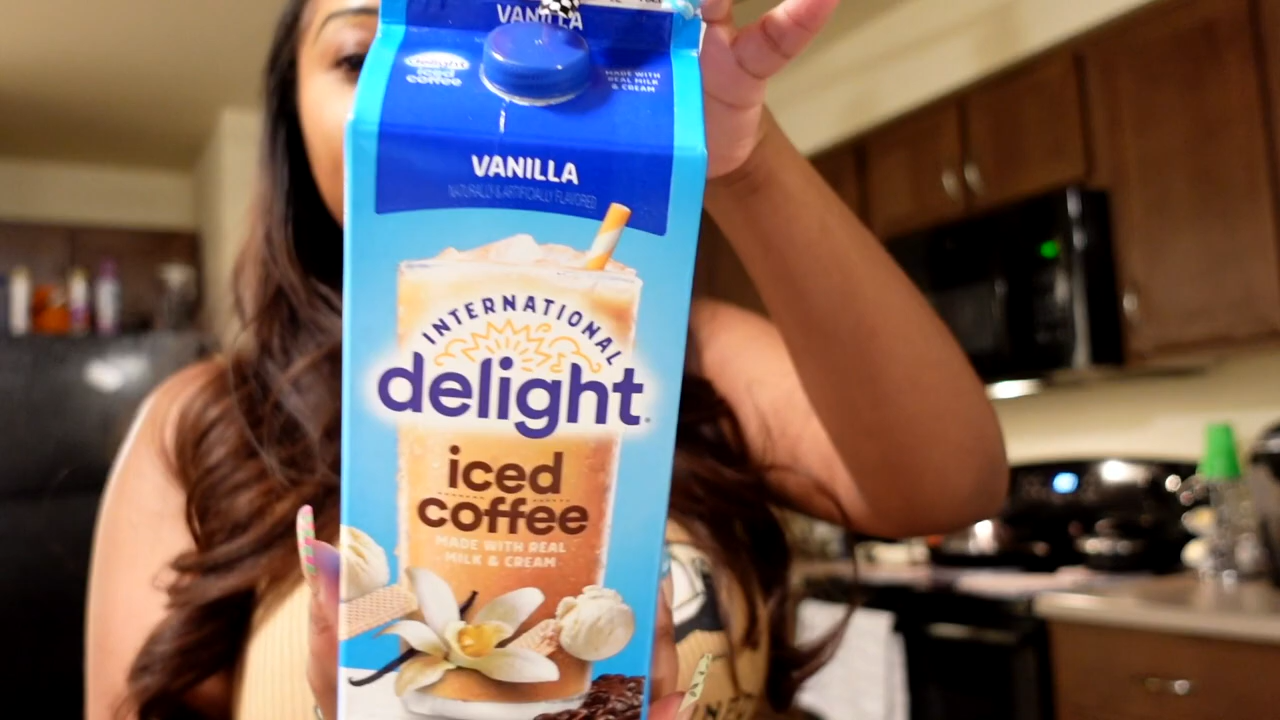 VANILLA
delight
iced
coffee
MADE WITH
REAL MILK
& CREAM
VANILLA
NATURALLY & ARTIFICIALLY FLAVORED
INTERNATIONAL
delight
iced
coffee
MADE WITH REAL
MILK & CREAM